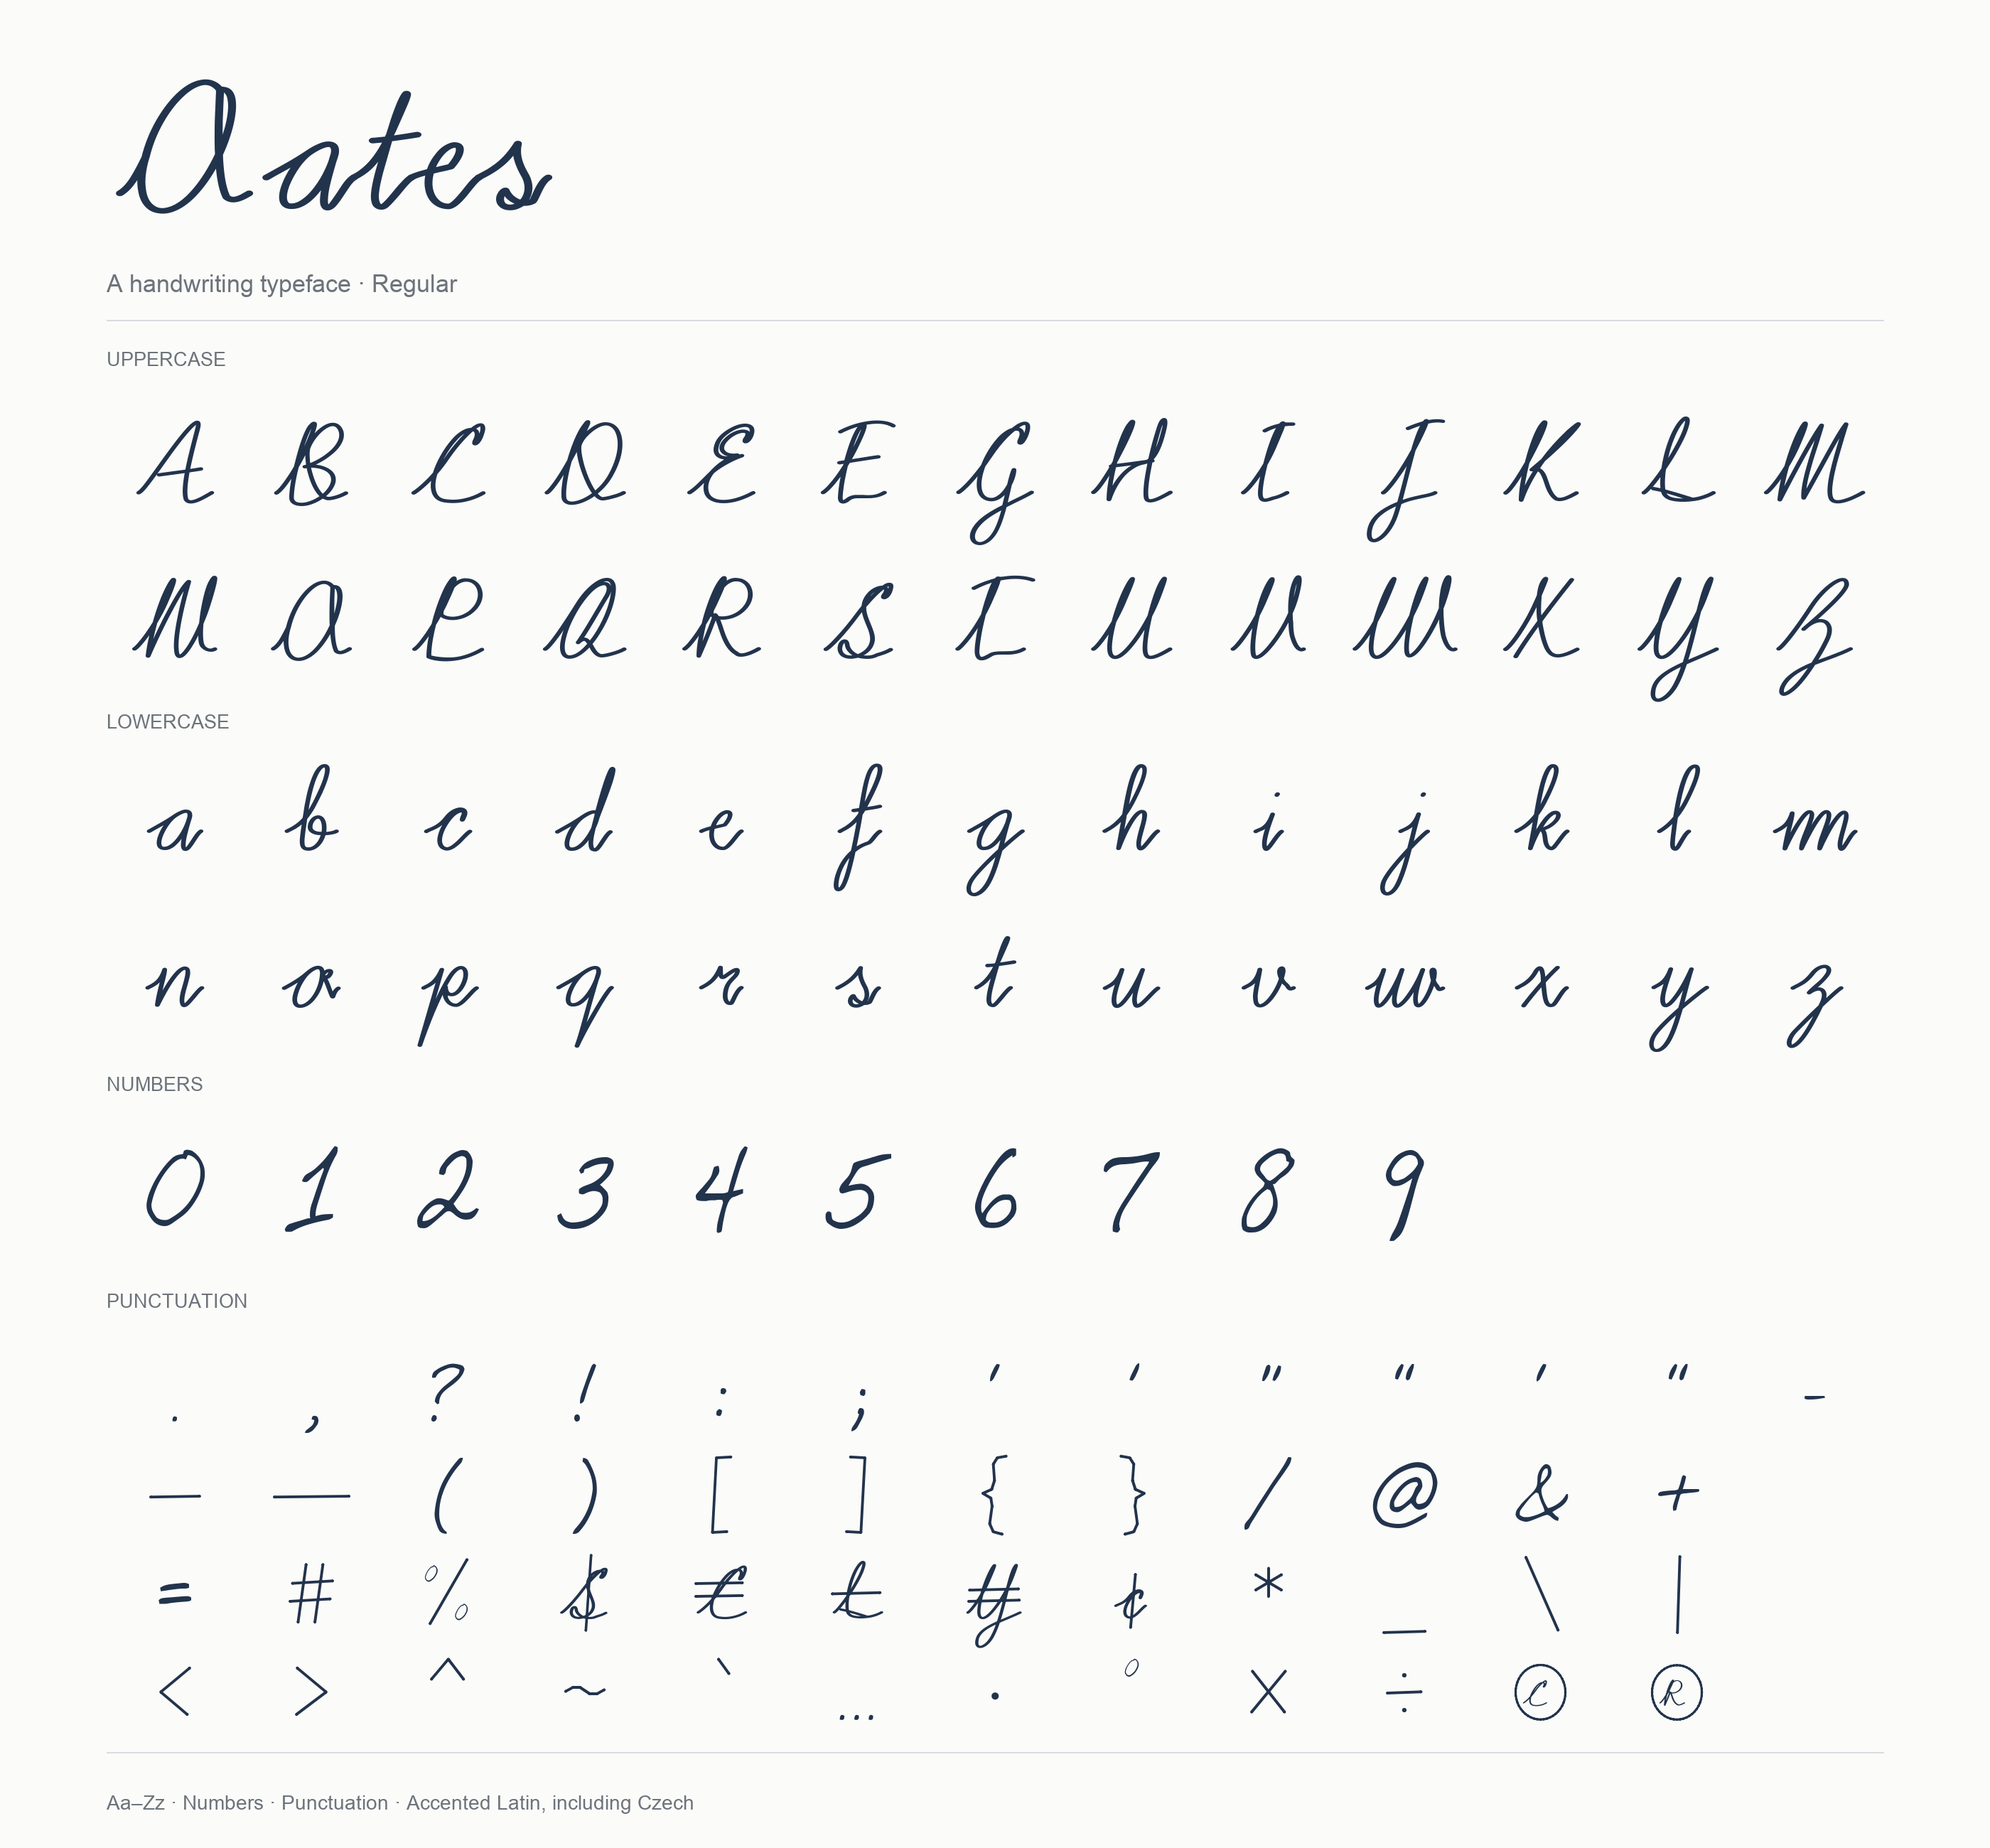 Oates
A handwriting typeface · Regular
UPPERCASE
A B C D E F G H I J K L M
N O P Q R S T U V W X Y Z
LOWERCASE
a b c d e f g h i j k l m
n o p q r s t u v w x y z
NUMBERS
0 1 2 3 4 5 6 7 8 9
PUNCTUATION
. , ? ! : ; ' ' " " ' " -
– — ( ) [ ] { } / @ & +
= # % $ € £ ¥ ¢ * _ \ |
< > ^ ~ ` … · ° × ÷ © ®
Aa–Zz · Numbers · Punctuation · Accented Latin, including Czech